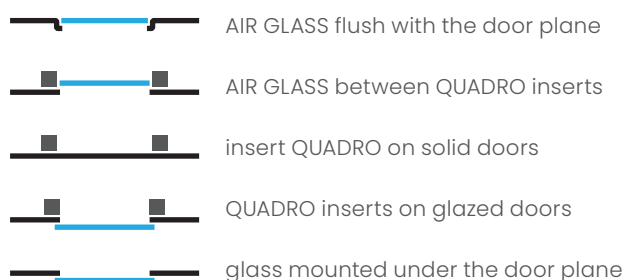 AIR GLASS flush with the door plane
AIR GLASS between QUADRO inserts
insert QUADRO on solid doors
QUADRO inserts on glazed doors
glass mounted under the door plane